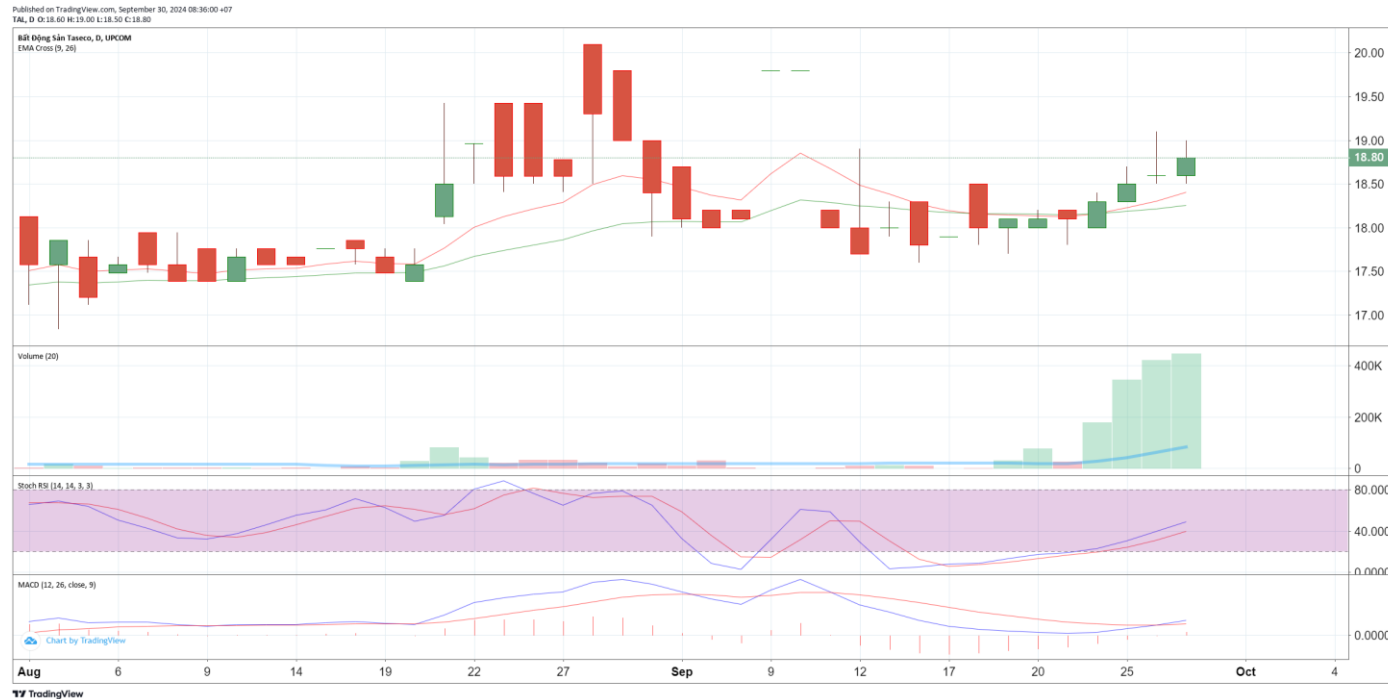 Published on TradingView.com, September 30, 2024 08:36:00 +07
TAL, D O:18.60 H:19.00 L:18.50 C:18.80
Bất Động Sản Taseco, D, UPCOM
EMA Cross (9, 26)
20.00
19.50
19.00
18.80
18.50
18.00
17.50
17.00
Volume (20)
400K
200K
0
Stoch RSI (14, 14, 3, 3)
80.000
40.000
0.0000
MACD (12, 26, close, 9)
Chart by TradingView
0.0000
Aug 6 9 14 19 22 27 Sep 9 12 17 20 25 Oct 4
TradingView